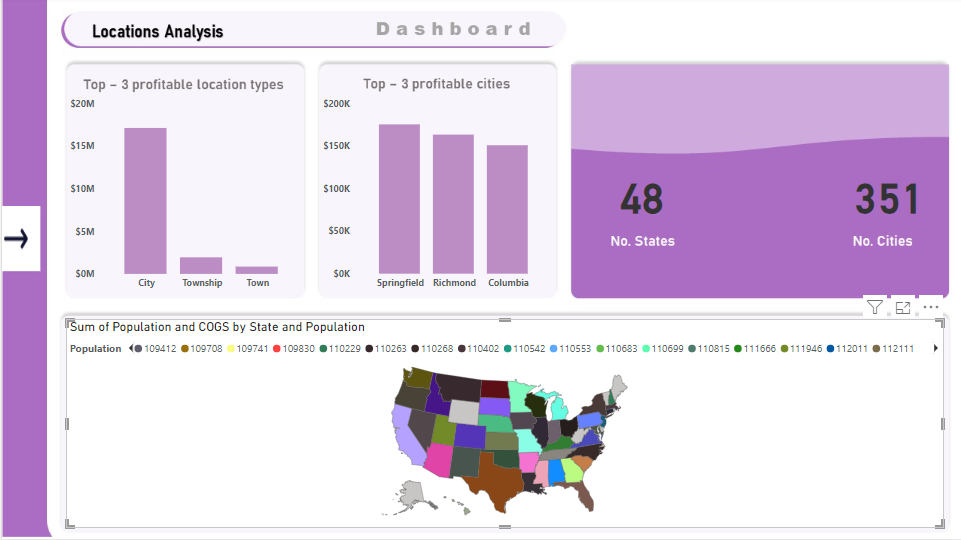 Locations Analysis
Dashboard
Top – 3 profitable location types
$20M
$15M
$10M
$5M
$0M
City Township Town
Top – 3 profitable cities
$200K
$150K
$100K
$50K
$0K
Springfield Richmond Columbia
48
No. States
351
No. Cities
Sum of Population and COGS by State and Population
Population 109412 109708 109741 109830 110229 110263 110268 110402 110542 110553 110683 110699 110815 111666 111946 112011 112111